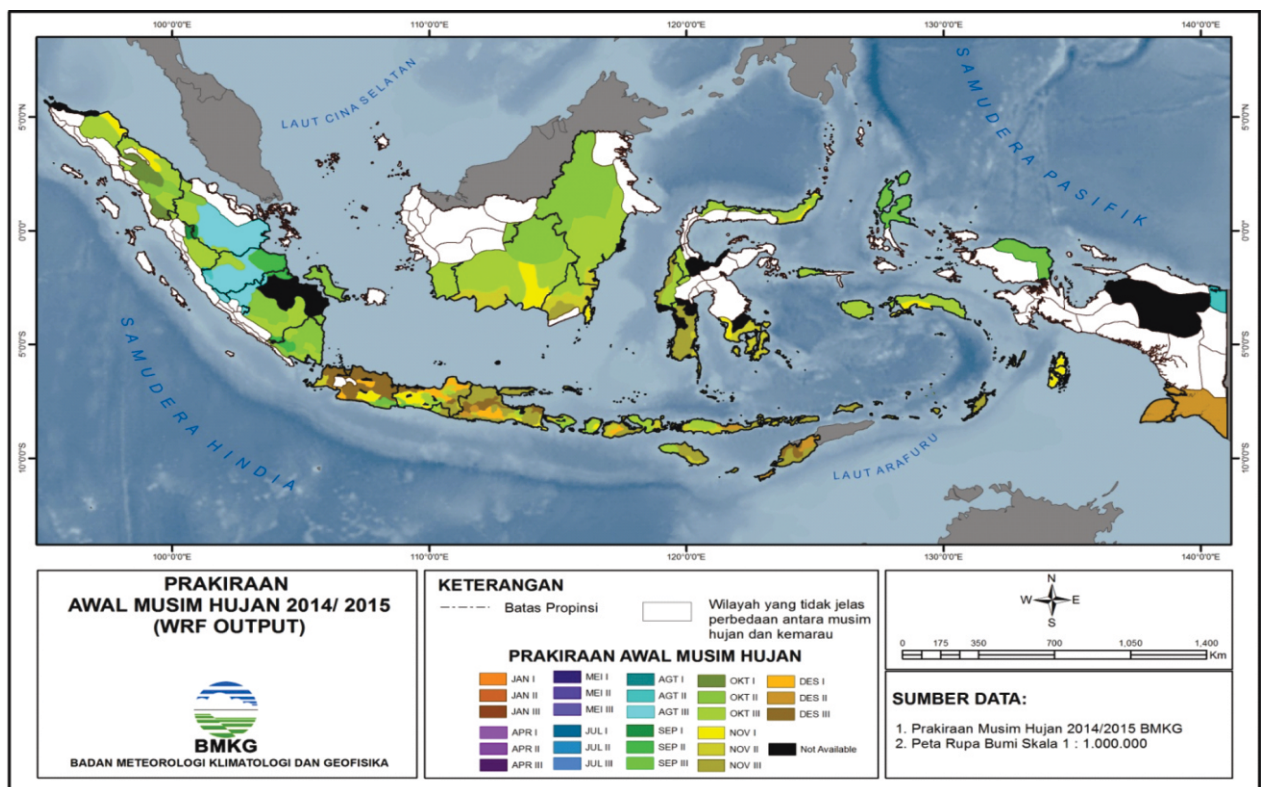 100°0'0"E 110°0'0"E 120°0'0"E 130°0'0"E 140°0'0"E
5°0'0"N
0°0'0"
5°0'0"S
10°0'0"S
5°0'0"N
0°0'0"
5°0'0"S
10°0'0"S
LAUT CINA SELATAN
SAMUDERA PASIFIK
SAMUDERA HINDIA
LAUT ARAFURU
100°0'0"E 110°0'0"E 120°0'0"E 130°0'0"E 140°0'0"E
PRAKIRAAN
AWAL MUSIM HUJAN 2014/ 2015
(WRF OUTPUT)
BMKG
BADAN METEOROLOGI KLIMATOLOGI DAN GEOFISIKA
KETERANGAN
Batas Propinsi
Wilayah yang tidak jelas
perbedaan antara musim
hujan dan kemarau
PRAKIRAAN AWAL MUSIM HUJAN
JAN I
JAN II
JAN III
APR I
APR II
APR III
MEI I
MEI II
MEI III
JUL I
JUL II
JUL III
AGT I
AGT II
AGT III
SEP I
SEP II
SEP III
OKT I
OKT II
OKT III
NOV I
NOV II
NOV III
DES I
DES II
DES III
Not Available
N
W E
S
0 175 350 700 1,050 1,400
Km
SUMBER DATA:
1. Prakiraan Musim Hujan 2014/2015 BMKG
2. Peta Rupa Bumi Skala 1 : 1.000.000